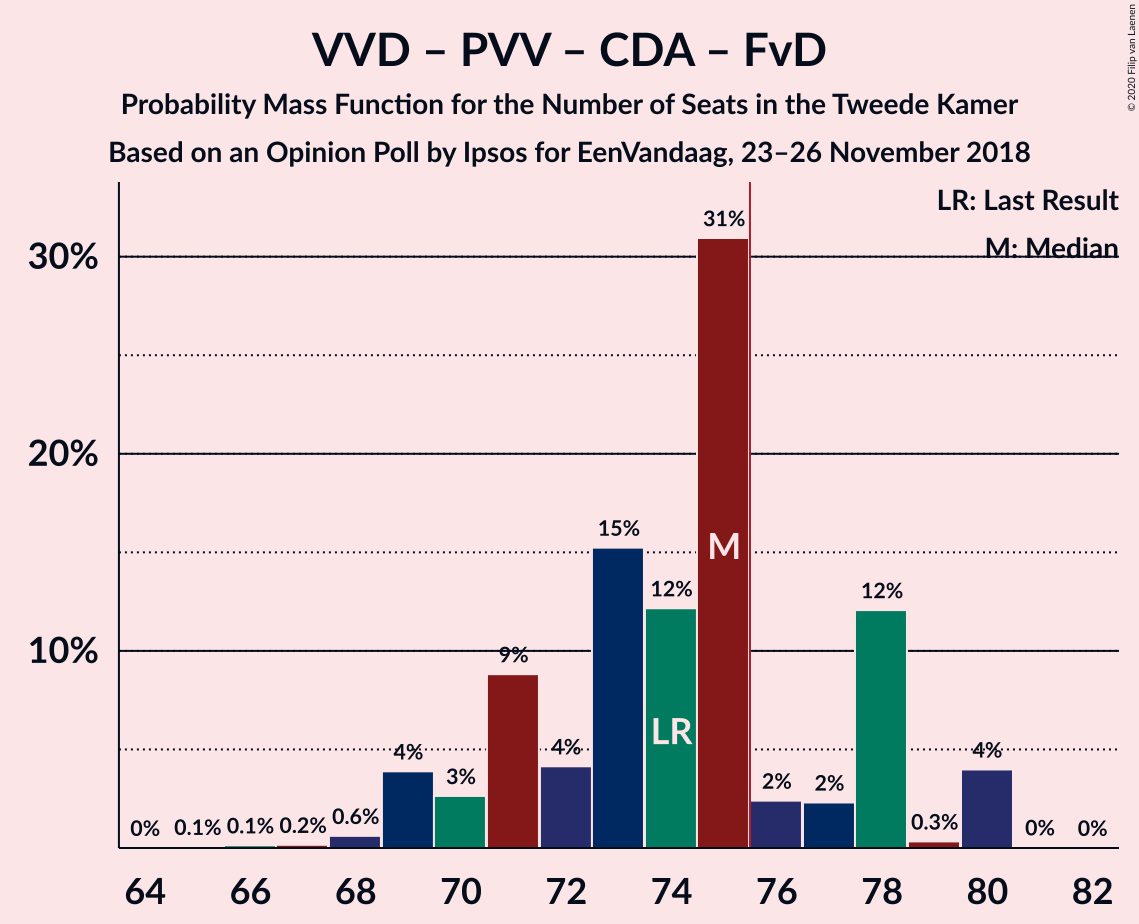 VVD – PVV – CDA – FvD
Probability Mass Function for the Number of Seats in the Tweede Kamer
Based on an Opinion Poll by Ipsos for EenVandaag, 23–26 November 2018
© 2020 Filip van Laenen
LR: Last Result
M: Median
30%
20%
10%
0%
0.1%
0.1%
0.2%
0.6%
4%
3%
9%
4%
15%
12%
31%
2%
2%
12%
0.3%
4%
0%
0%
M
LR
64 66 68 70 72 74 76 78 80 82